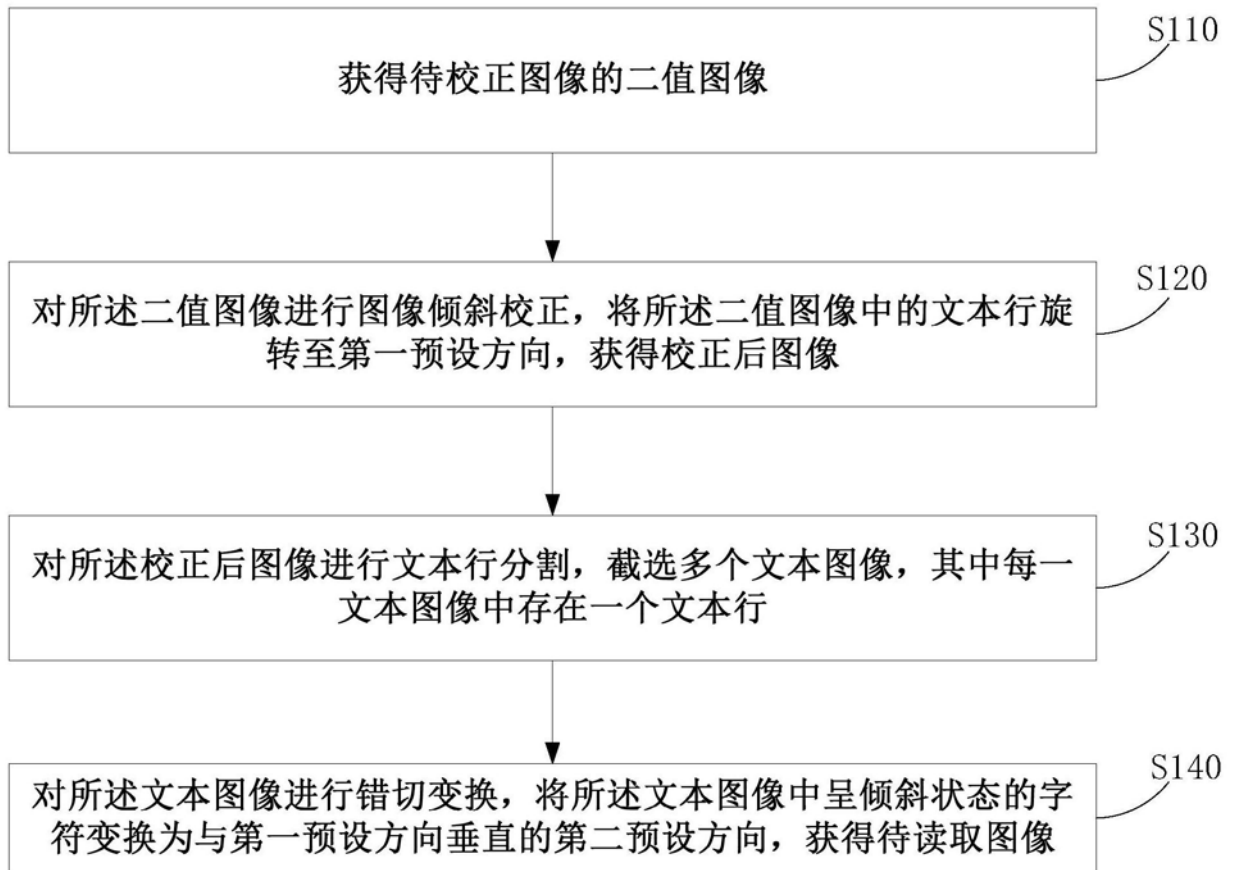 S110
获得待校正图像的二值图像
S120
对所述二值图像进行图像倾斜校正，将所述二值图像中的文本行旋
转至第一预设方向，获得校正后图像
S130
对所述校正后图像进行文本行分割，截选多个文本图像，其中每一
文本图像中存在一个文本行
S140
对所述文本图像进行错切变换，将所述文本图像中呈倾斜状态的字
符变换为与第一预设方向垂直的第二预设方向，获得待读取图像